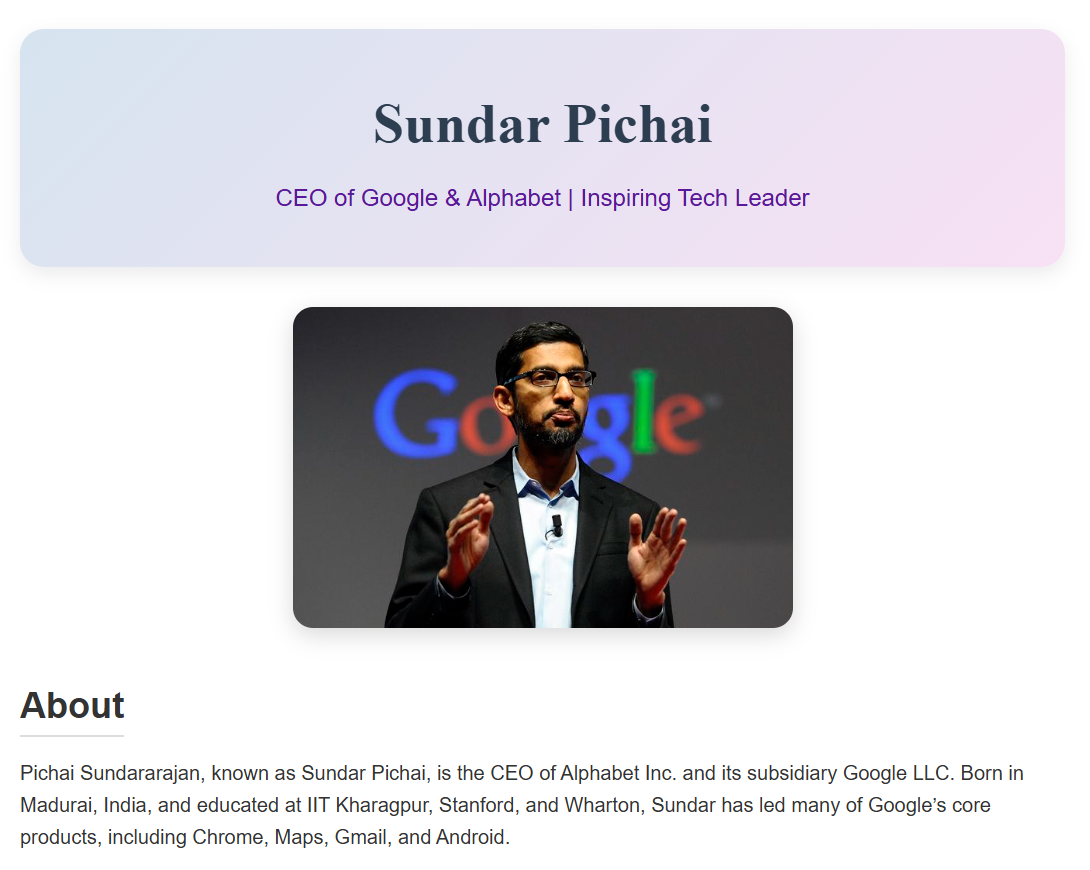 Sundar Pichai
CEO of Google & Alphabet | Inspiring Tech Leader
Google
About
Pichai Sundararajan, known as Sundar Pichai, is the CEO of Alphabet Inc. and its subsidiary Google LLC. Born in
Madurai, India, and educated at IIT Kharagpur, Stanford, and Wharton, Sundar has led many of Google’s core
products, including Chrome, Maps, Gmail, and Android.